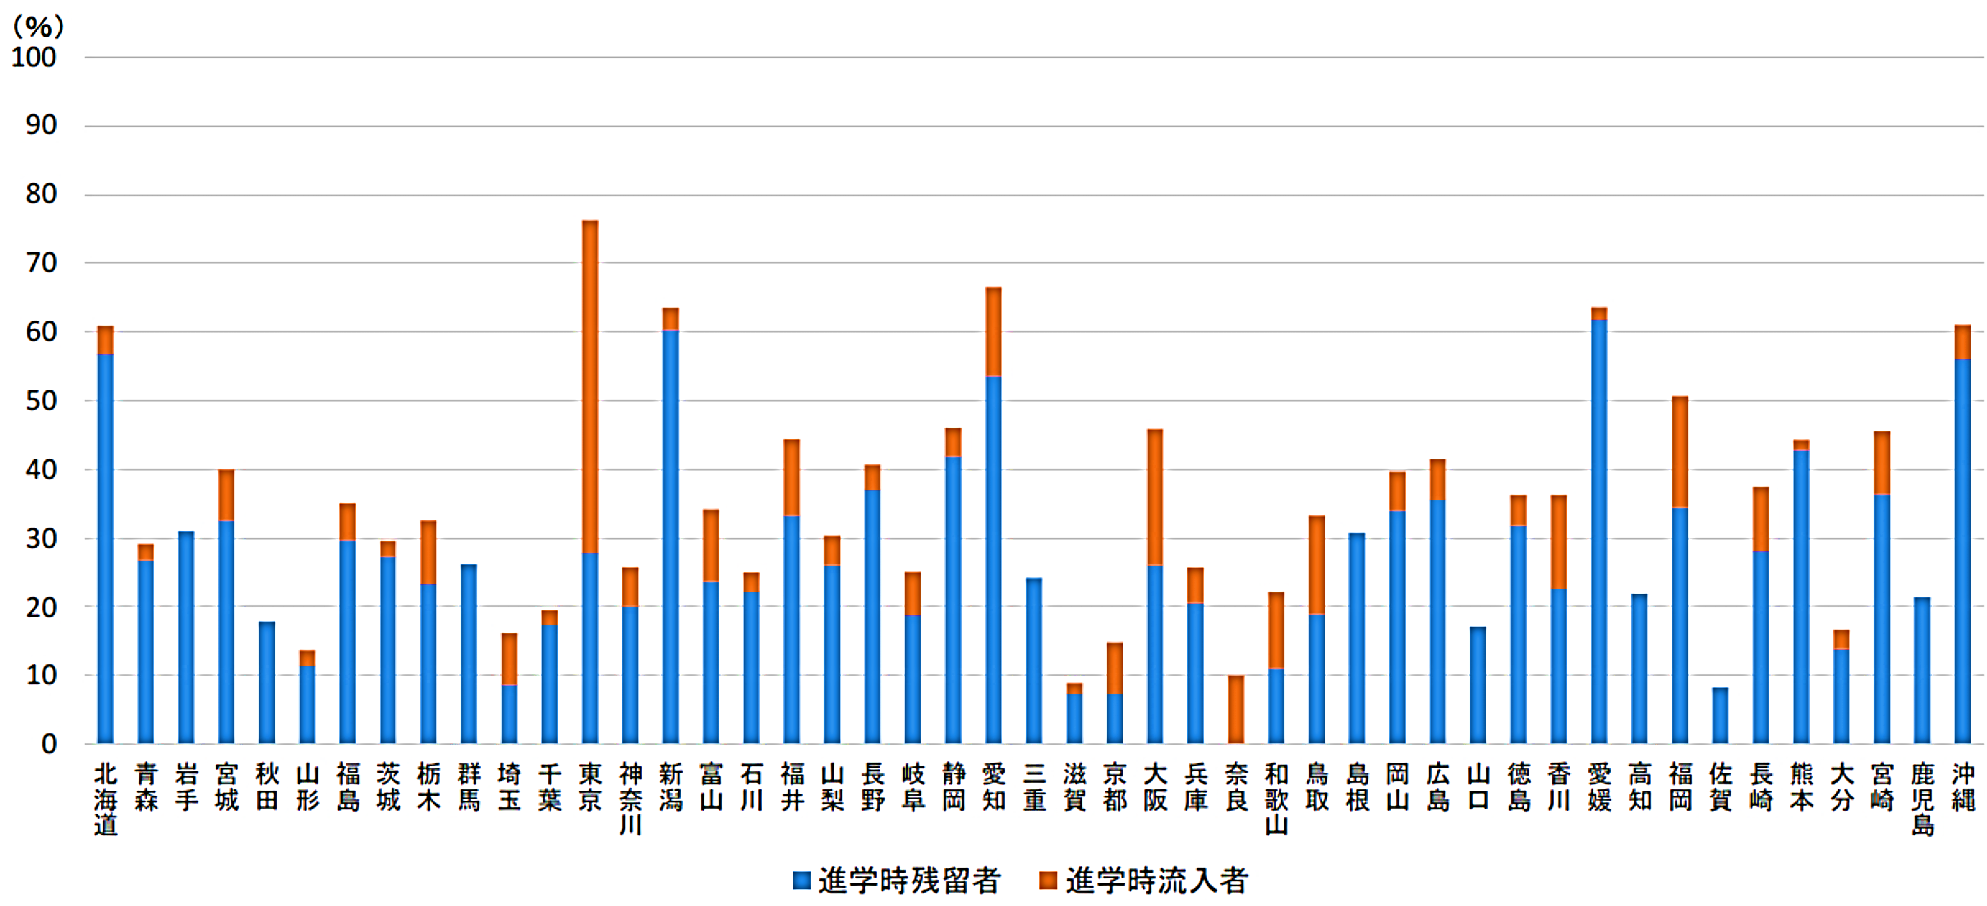 (%)
100
90
80
70
60
50
40
30
20
10
0
北海道
青森
岩手
宮城
秋田
山形
福島
茨城
栃木
群馬
埼玉
千葉
東京
神奈川
新潟
富山
石川
福井
山梨
長野
岐阜
静岡
愛知
三重
滋賀
京都
大阪
兵庫
奈良
和歌山
鳥取
島根
岡山
広島
山口
徳島
香川
愛媛
高知
福岡
佐賀
長崎
熊本
大分
宮崎
鹿児島
沖縄
進学時残留者 進学時流入者